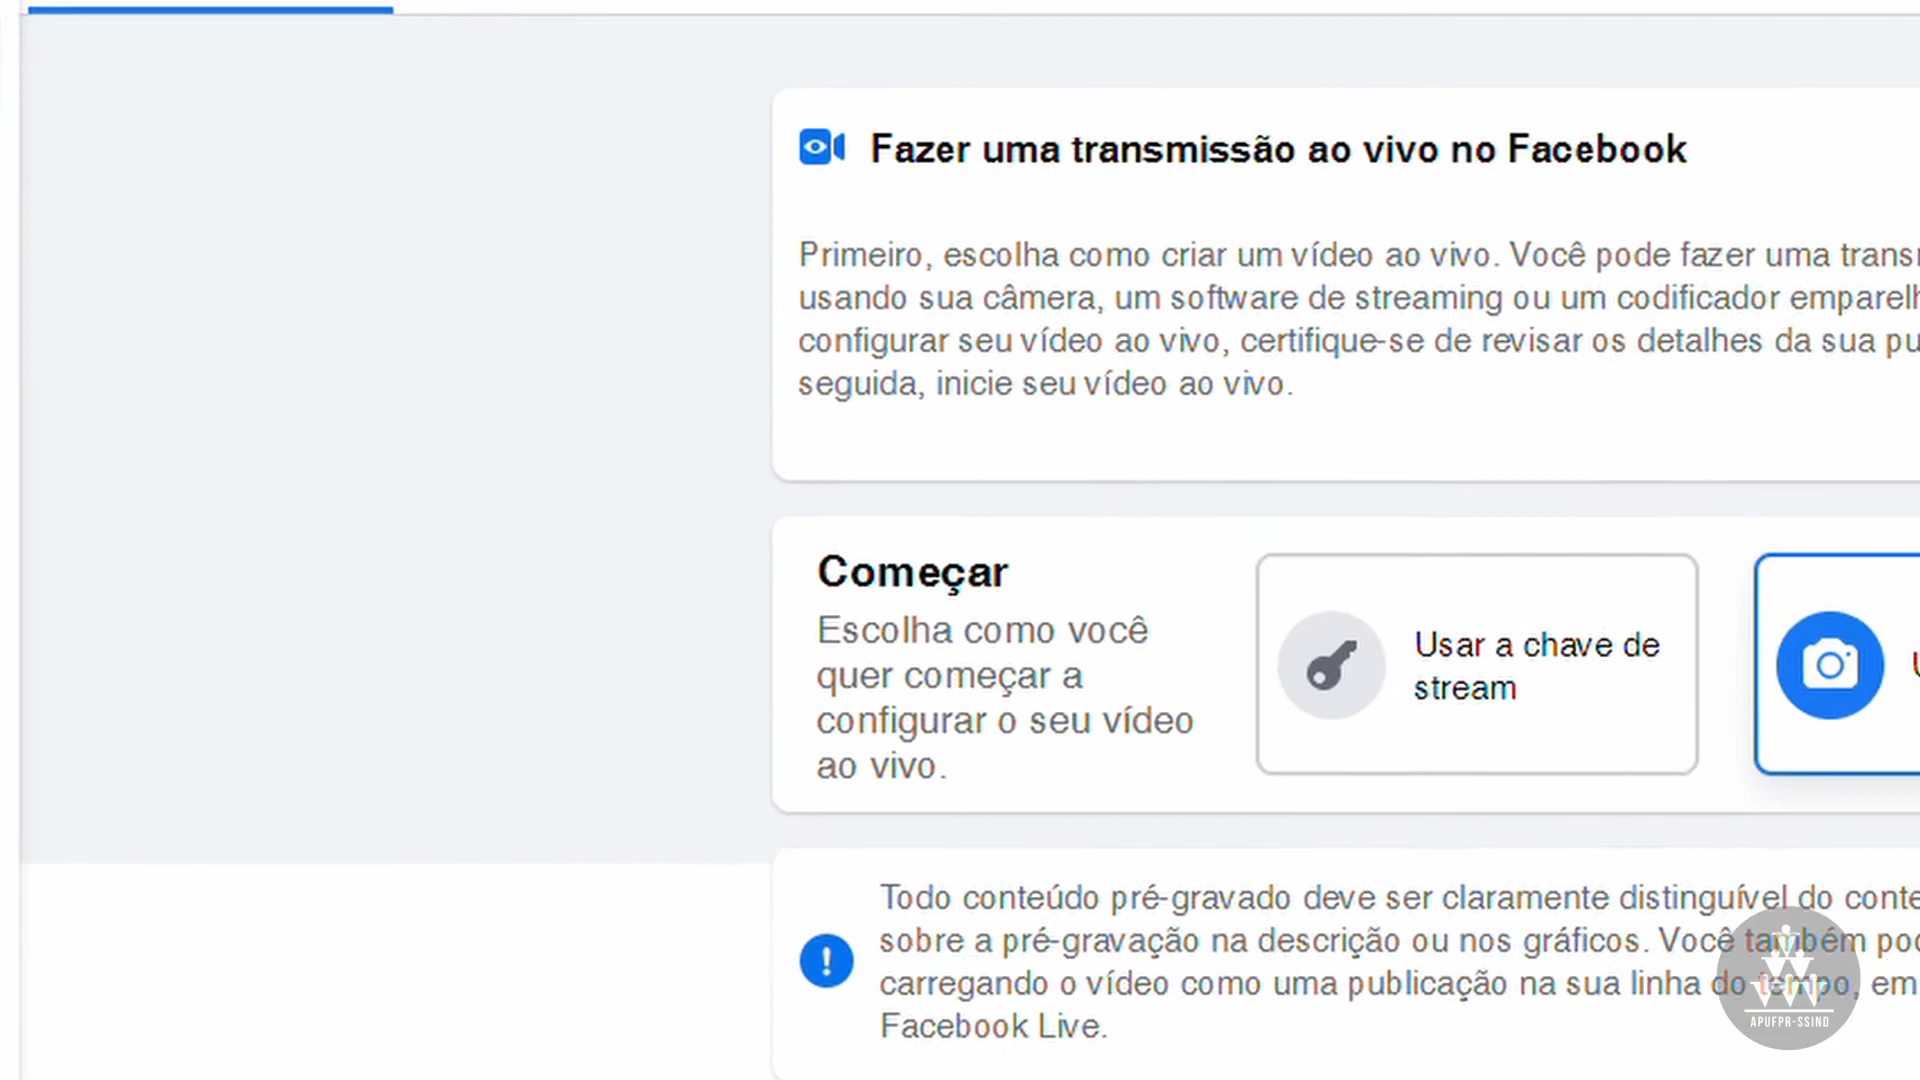 Fazer uma transmissão ao vivo no Facebook
Primeiro, escolha como criar um vídeo ao vivo. Você pode fazer uma
usando sua câmera, um software de streaming ou um codificador
configurar seu vídeo ao vivo, certifique-se de revisar os detalhes da sua
seguida, inicie seu vídeo ao vivo.
Começar
Escolha como você
quer começar a
configurar o seu vídeo
ao vivo.
Usar a chave de
stream
Todo conteúdo pré-gravado deve ser claramente distinguível do
sobre a pré-gravação na descrição ou nos gráficos. Você também
carregando o vídeo como uma publicação na sua linha do tempo, em
Facebook Live.
APUFPR-SSIND